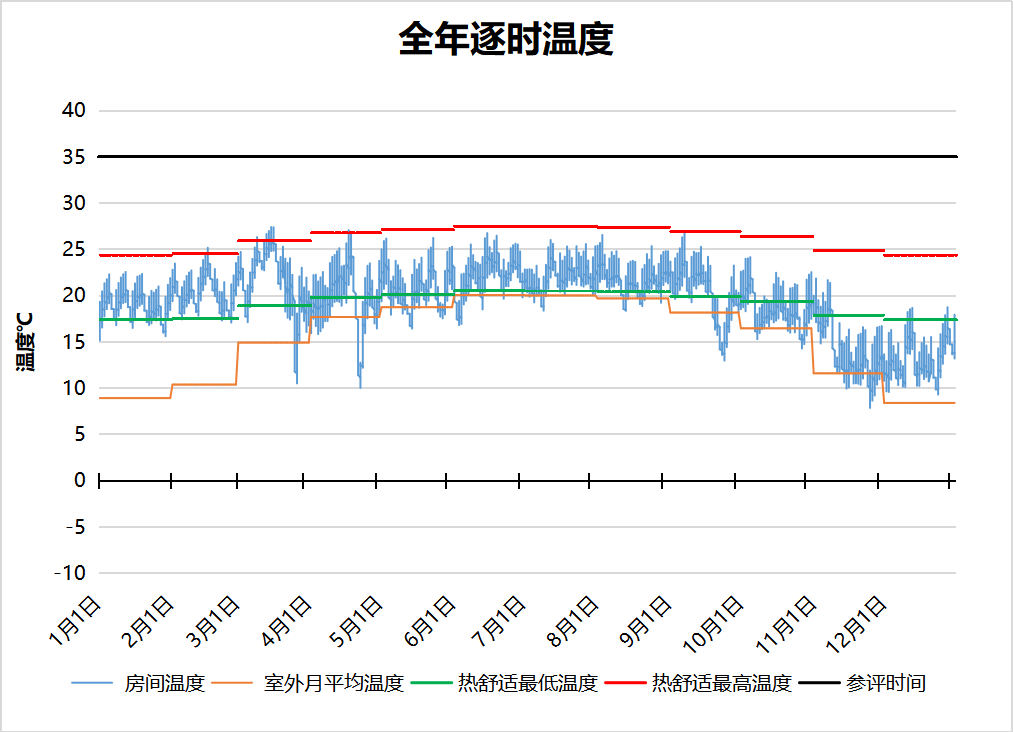 全年逐时温度
温度℃
40
35
30
25
20
15
10
5
0
-5
-10
1月1日
2月1日
3月1日
4月1日
5月1日
6月1日
7月1日
8月1日
9月1日
10月1日
11月1日
12月1日
房间温度 室外月平均温度 热舒适最低温度 热舒适最高温度 参评时间